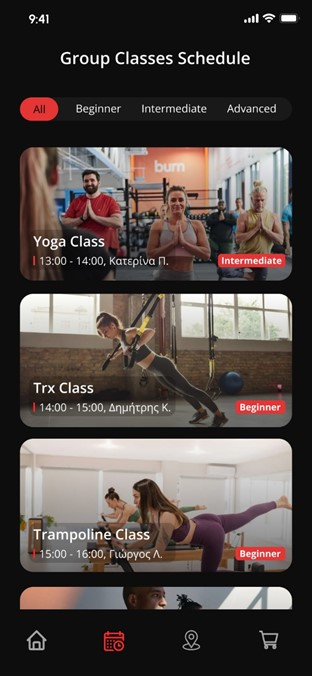 9:41
Group Classes Schedule
All Beginner Intermediate Advanced
burn
Yoga Class
13:00 - 14:00, Κατερίνα Π.
Intermediate
Trx Class
14:00 - 15:00, Δημήτρης Κ.
Beginner
Trampoline Class
15:00 - 16:00, Γιώργος Λ.
Beginner